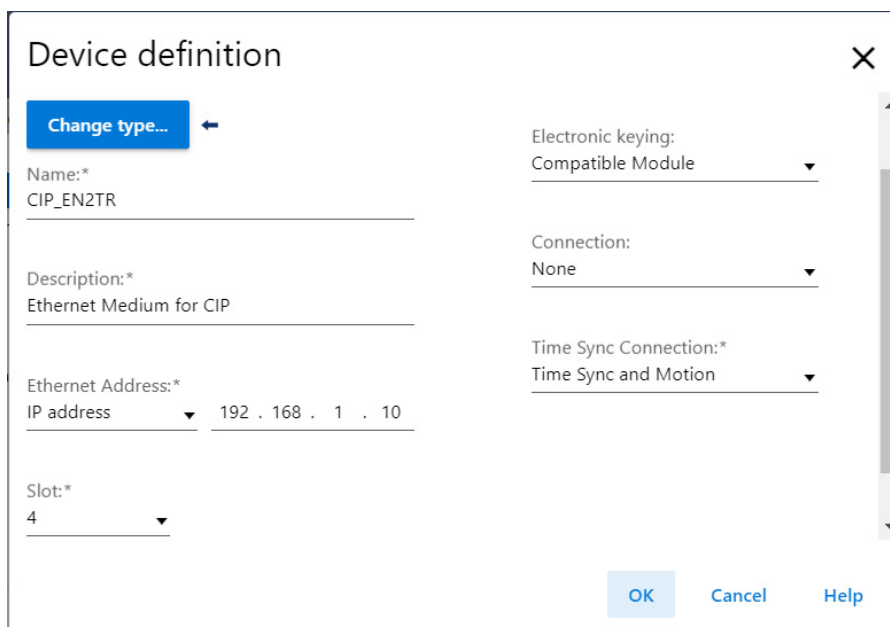 Device definition
Change type...
Name:*
CIP_EN2TR
Description:*
Ethernet Medium for CIP
Ethernet Address:*
IP address 192 . 168 . 1 . 10
Slot:*
4
Electronic keying:
Compatible Module
Connection:
None
Time Sync Connection:*
Time Sync and Motion
OK Cancel Help